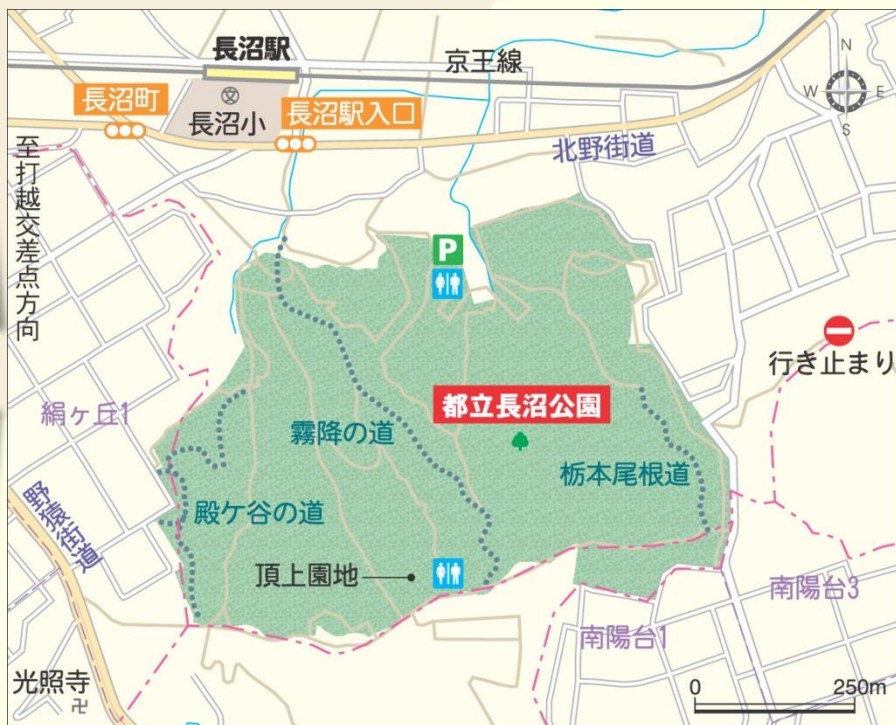 長沼駅
京王線
長沼町
長沼小
長沼駅入口
北野街道
N
W
E
S
至打越交差点方向
P
行き止まり
絹ヶ丘1
都立長沼公園
霧降の道
栃本尾根道
殿ケ谷の道
野猿街道
頂上園地
南陽台3
南陽台1
光照寺
卍
0
250m